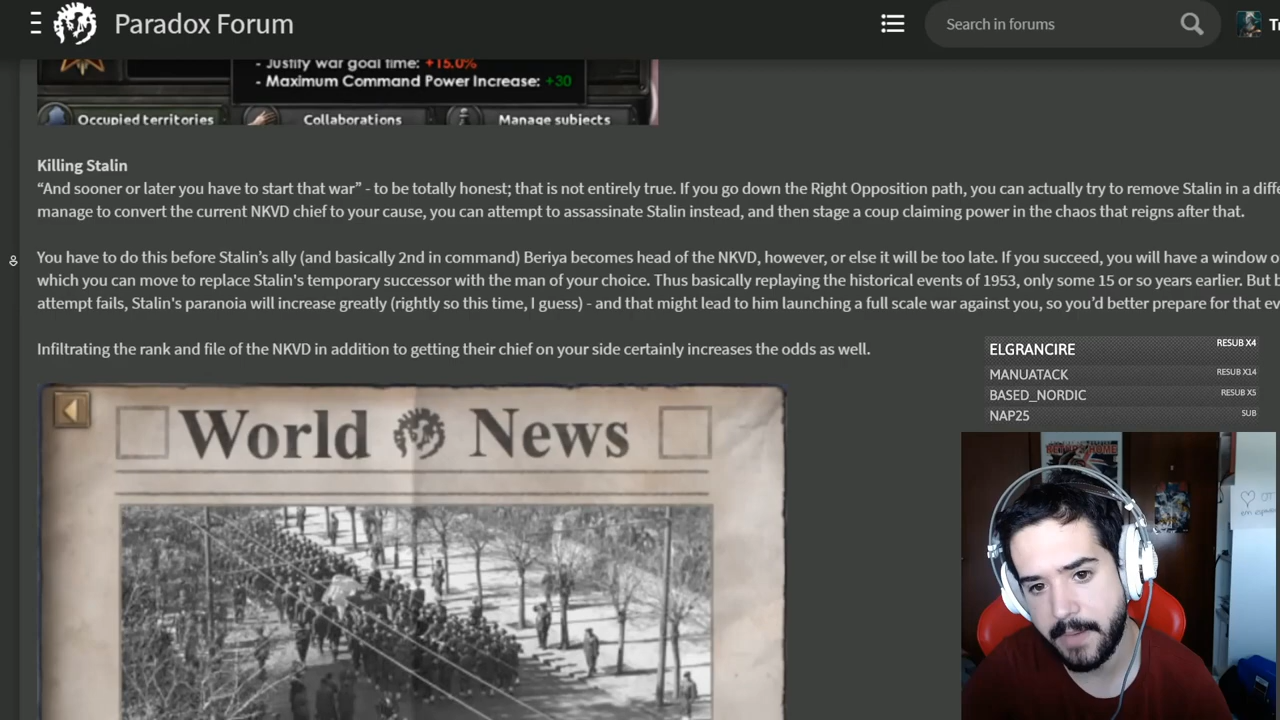 Paradox Forum
Search in forums
- Justify war goal time: +15.0%
- Maximum Command Power Increase: +30
Occupied territories
Collaborations
Manage subjects
Killing Stalin
“And sooner or later you have to start that war” - to be totally honest; that is not entirely true. If you go down the Right Opposition path, you can actually try to remove Stalin in a
manage to convert the current NKVD chief to your cause, you can attempt to assassinate Stalin instead, and then stage a coup claiming power in the chaos that reigns after that.
You have to do this before Stalin’s ally (and basically 2nd in command) Beriya becomes head of the NKVD, however, or else it will be too late. If you succeed, you will have a window
which you can move to replace Stalin's temporary successor with the man of your choice. Thus basically replaying the historical events of 1953, only some 15 or so years earlier. But
attempt fails, Stalin's paranoia will increase greatly (rightly so this time, I guess) - and that might lead to him launching a full scale war against you, so you’d better prepare for that
Infiltrating the rank and file of the NKVD in addition to getting their chief on your side certainly increases the odds as well.
ELGRANCIRE RESUB X4
MANUATACK RESUB X14
BASED_NORDIC RESUB X5
NAP25 SUB
World News